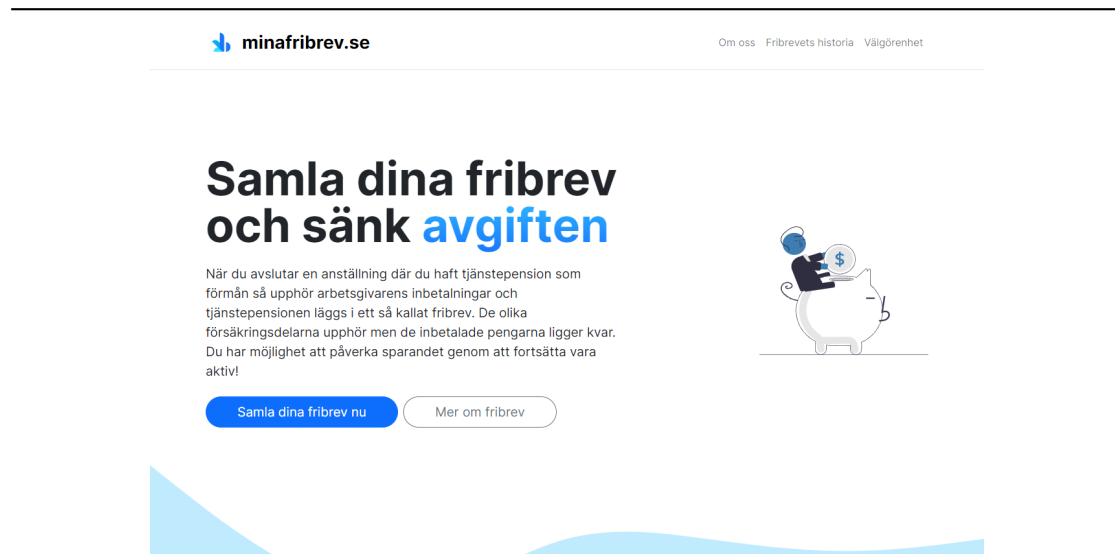 minafribrev.se
Om oss Fribrevets historia Välgörenhet
Samla dina fribrev
och sänk avgiften
När du avslutar en anställning där du haft tjänstepension som
förmån så upphör arbetsgivarens inbetalningar och
tjänstepensionen läggs i ett så kallat fribrev. De olika
försäkringsdelarna upphör men de inbetalade pengarna ligger kvar.
Du har möjlighet att påverka sparandet genom att fortsätta vara
aktiv!
Samla dina fribrev nu
Mer om fribrev
$